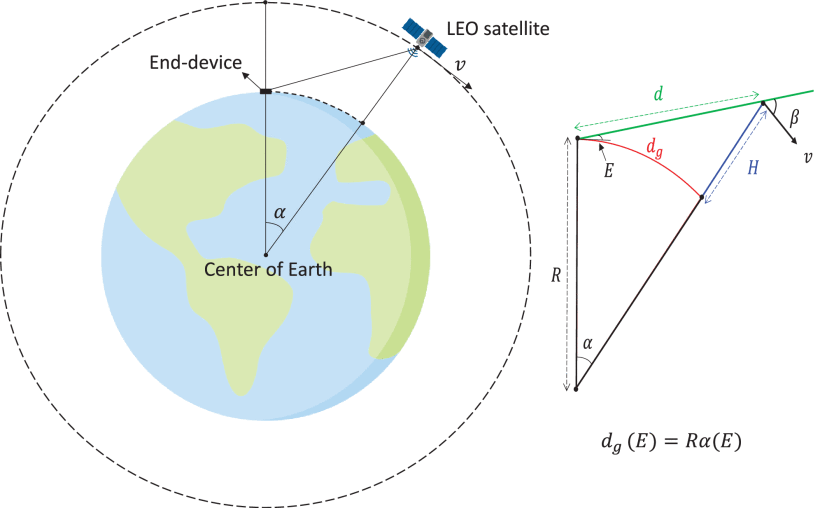 LEO satellite
v
End-device
α
Center of Earth
d
β
v
d_g
E
H
R
α
d_g (E) = Rα(E)